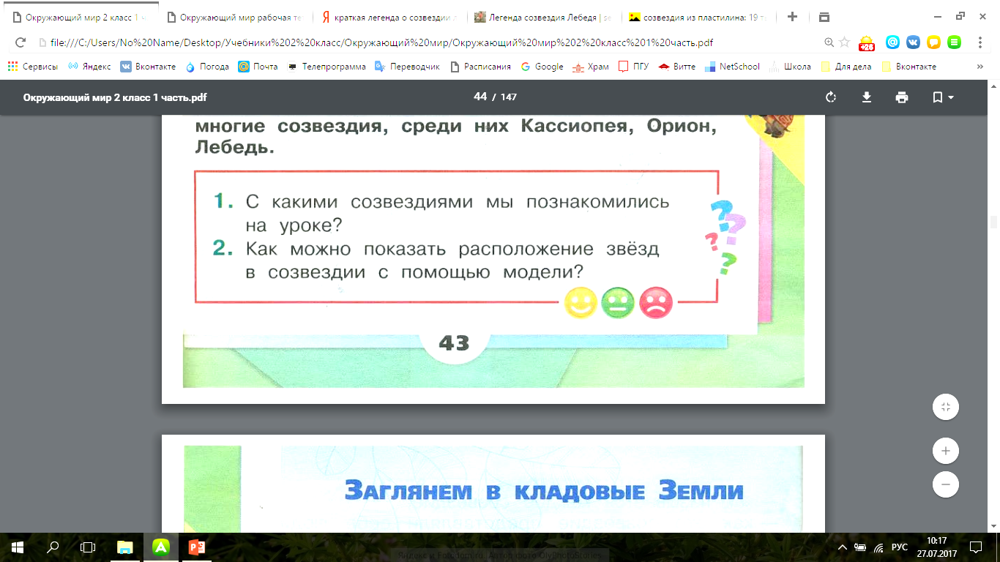 Окружающий мир 2 класс 1 ч
Окружающий мир рабочая те
краткая легенда о созвездии л
Легенда созвездия Лебедя | se
созвездия из пластилина: 19 т
file:///C:/Users/No%20Name/Desktop/Учебники%202%20класс/Окружающий%20мир/Окружающий%20мир%202%20класс%201%20часть.pdf
Сервисы Яндекс Вконтакте Погода Почта Телепрограмма Переводчик Расписания Google Храм ПГУ Витте NetSchool Школа Для дела Вконтакте »
Окружающий мир 2 класс 1 часть.pdf 44 / 147
многие созвездия, среди них Кассиопея, Орион,
Лебедь.
1. С какими созвездиями мы познакомились
на уроке?
2. Как можно показать расположение звёзд
в созвездии с помощью модели?
43
Заглянем в кладовые Земли
РУС
10:17
27.07.2017